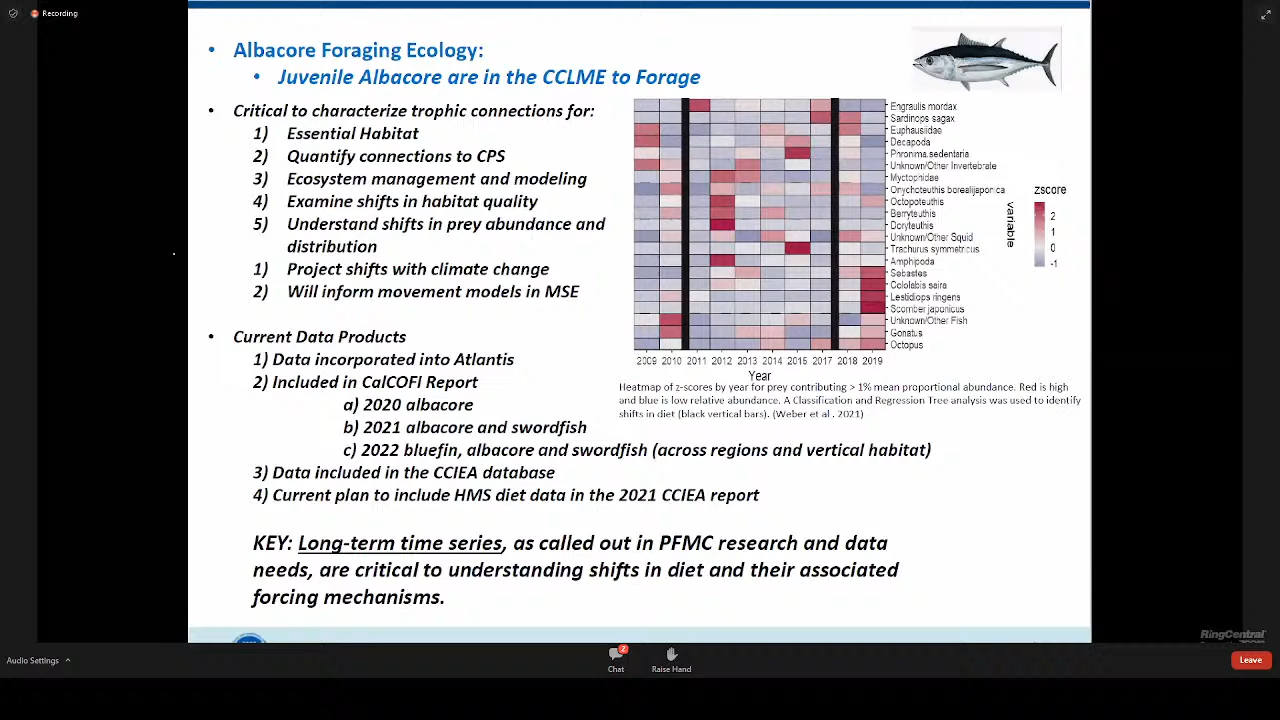 Recording
Albacore Foraging Ecology:
Juvenile Albacore are in the CCLME to Forage
Critical to characterize trophic connections for:
1) Essential Habitat
2) Quantify connections to CPS
3) Ecosystem management and modeling
4) Examine shifts in habitat quality
5) Understand shifts in prey abundance and
distribution
1) Project shifts with climate change
2) Will inform movement models in MSE
Current Data Products
1) Data incorporated into Atlantis
2) Included in CalCOFI Report
a) 2020 albacore
b) 2021 albacore and swordfish
c) 2022 bluefin, albacore and swordfish (across regions and vertical habitat)
3) Data included in the CCIEA database
4) Current plan to include HMS diet data in the 2021 CCIEA report
KEY: Long-term time series, as called out in PFMC research and data
needs, are critical to understanding shifts in diet and their associated
forcing mechanisms.
Engraulis mordax
Sardinops sagax
Euphausiidae
Decapoda
Phronima.sedentaria
Unknown/Other Invertebrate
Myctophidae
Onychoteuthis borealijaponica
Octopoteuthis
Berryteuthis
Doryteuthis
Unknown/Other Squid
Trachurus symmetricus
Amphipoda
Sebastes
Cololabis saira
Lestidiops ringens
Scomber japonicus
Unknown/Other Fish
Gonatus
Octopus
variable
zscore
2
1
0
-1
2009 2010 2011 2012 2013 2014 2015 2017 2018 2019
Year
Heatmap of z-scores by year for prey contributing > 1% mean proportional abundance. Red is high
and blue is low relative abundance. A Classification and Regression Tree analysis was used to identify
shifts in diet (black vertical bars). (Weber et al . 2021)
RingCentral
Audio Settings
2
Chat
Raise Hand
Leave